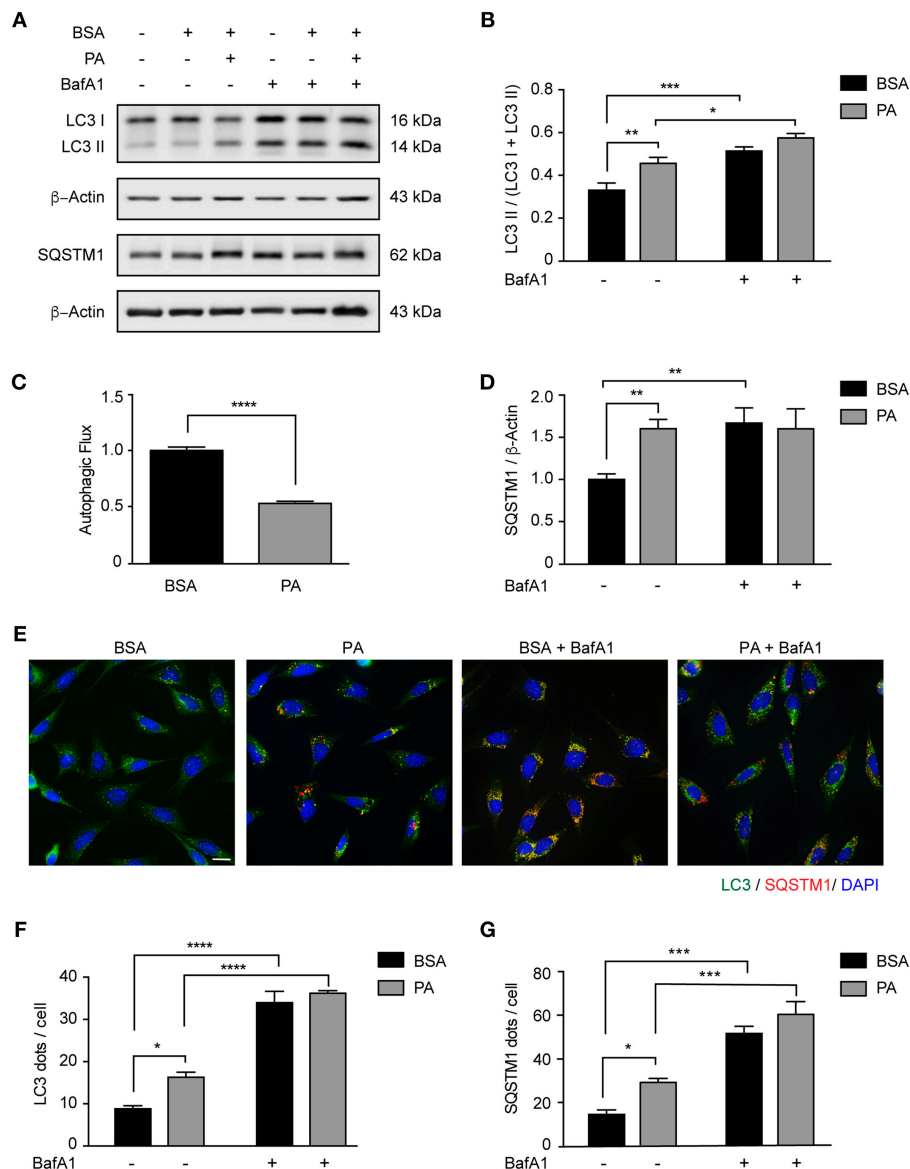 A
BSA - + + - + +
PA - - + - - +
BafA1 - - - + + +
LC3 I 16 kDa
LC3 II 14 kDa
β–Actin 43 kDa
SQSTM1 62 kDa
β–Actin 43 kDa
B
BSA
PA
***
*
**
0.8
0.6
0.4
0.2
0
LC3 II / (LC3 I + LC3 II)
BafA1 - - + +
C
1.5
1.0
0.5
0
Autophagic Flux
****
BSA PA
D
BSA
PA
**
**
2.0
1.5
1.0
0.5
0
SQSTM1 / β-Actin
BafA1 - - + +
E
BSA PA BSA + BafA1 PA + BafA1
LC3 / SQSTM1/ DAPI
F
BSA
PA
****
****
*
40
30
20
10
0
LC3 dots / cell
BafA1 - - + +
G
BSA
PA
***
***
*
80
60
40
20
0
SQSTM1 dots / cell
BafA1 - - + +